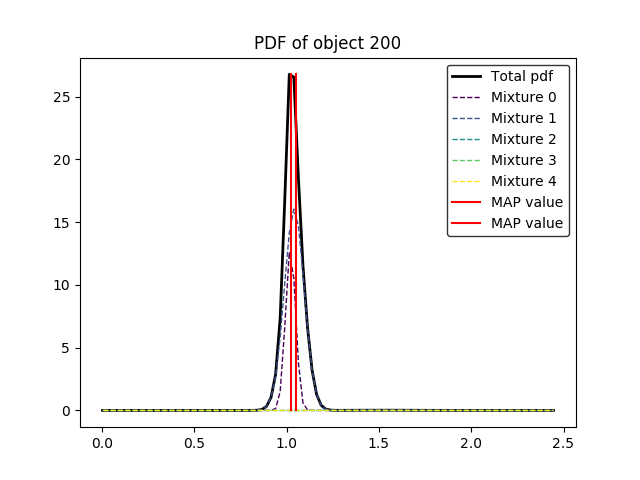 PDF of object 200
Total pdf
Mixture 0
Mixture 1
Mixture 2
Mixture 3
Mixture 4
MAP value
MAP value
25
20
15
10
5
0
0.0 0.5 1.0 1.5 2.0 2.5